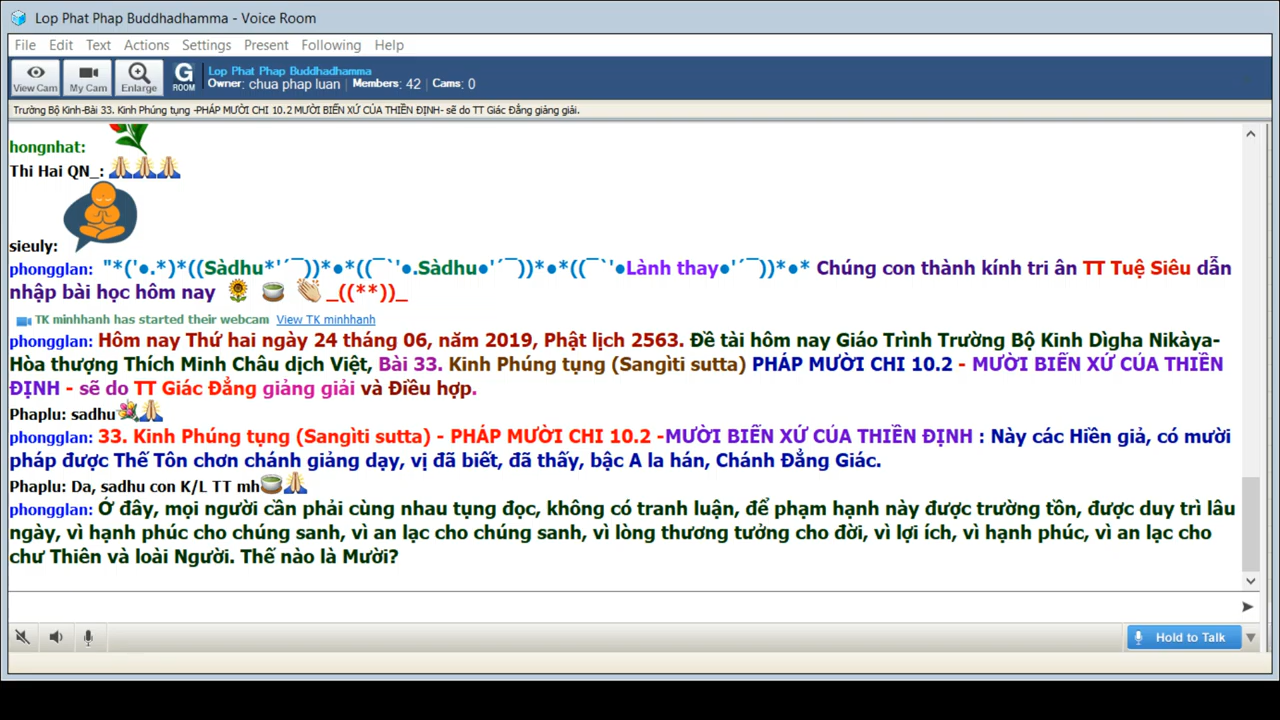 Lop Phat Phap Buddhadhamma - Voice Room
File Edit Text Actions Settings Present Following Help
View Cam My Cam Enlarge G ROOM Lop Phat Phap Buddhadhamma
Owner: chua phap luan Members: 42 Cams: 0
Trường Bộ Kinh-Bài 33. Kinh Phúng tụng -PHÁP MƯỜI CHI 10.2 MƯỜI BIẾN XỨ CỦA THIỀN ĐỊNH- sẽ do TT Giác Đẳng giảng giải.
hongnhat:
Thi Hai QN_:
sieuly:
phongglan: "*('●.*)*((Sàdhu*'´¯))*●*((¯`'●.Sàdhu●'´¯))*●*((¯`'●Lành thay●'´¯))*●* Chúng con thành kính tri ân TT Tuệ Siêu dẫn
nhập bài học hôm nay _((**))_
TK minhhanh has started their webcam View TK minhhanh
phongglan: Hôm nay Thứ hai ngày 24 tháng 06, năm 2019, Phật lịch 2563. Đề tài hôm nay Giáo Trình Trường Bộ Kinh Dìgha Nikàya-
Hòa thượng Thích Minh Châu dịch Việt, Bài 33. Kinh Phúng tụng (Sangìti sutta) PHÁP MƯỜI CHI 10.2 - MƯỜI BIẾN XỨ CỦA THIỀN
ĐỊNH - sẽ do TT Giác Đẳng giảng giải và Điều hợp.
Phaplu: sadhu
phongglan: 33. Kinh Phúng tụng (Sangìti sutta) - PHÁP MƯỜI CHI 10.2 -MƯỜI BIẾN XỨ CỦA THIỀN ĐỊNH : Này các Hiền giả, có mười
pháp được Thế Tôn chơn chánh giảng dạy, vị đã biết, đã thấy, bậc A la hán, Chánh Đẳng Giác.
Phaplu: Da, sadhu con K/L TT mh
phongglan: Ở đây, mọi người cần phải cùng nhau tụng đọc, không có tranh luận, để phạm hạnh này được trường tồn, được duy trì lâu
ngày, vì hạnh phúc cho chúng sanh, vì an lạc cho chúng sanh, vì lòng thương tưởng cho đời, vì lợi ích, vì hạnh phúc, vì an lạc cho
chư Thiên và loài Người. Thế nào là Mười?
Hold to Talk